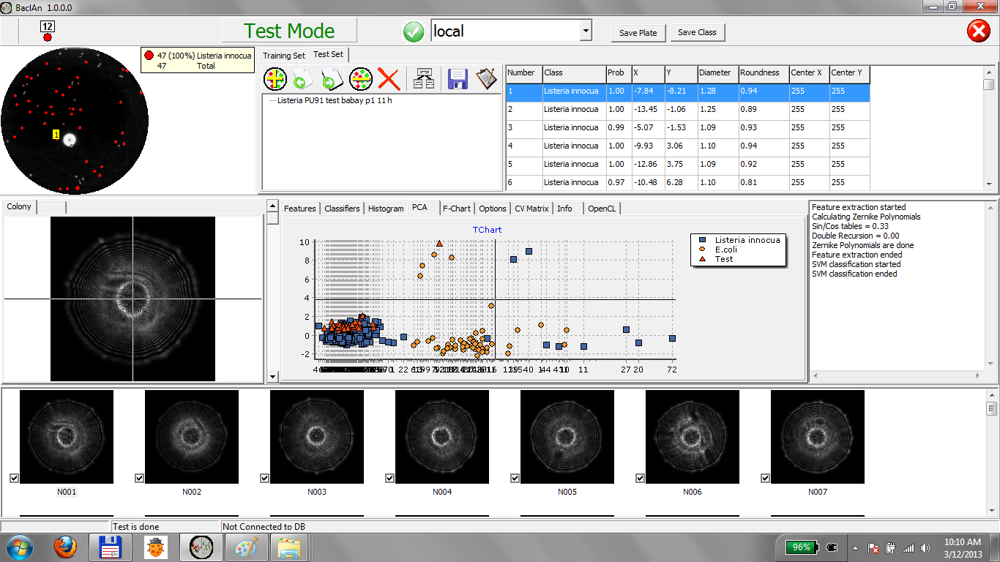 BacIAn 1.0.0.0
12
Test Mode
local
Save Plate
Save Class
47 (100%) Listeria innocua
47 Total
1
Training Set Test Set
Listeria PU91 test babay p1 11 h
Number Class Prob X Y Diameter Roundness Center X Center Y
1 Listeria innocua 1.00 -7.84 -8.21 1.28 0.94 255 255
2 Listeria innocua 1.00 -13.45 -1.06 1.25 0.89 255 255
3 Listeria innocua 0.99 -5.07 -1.53 1.09 0.93 255 255
4 Listeria innocua 1.00 -9.93 3.06 1.10 0.94 255 255
5 Listeria innocua 1.00 -12.86 3.75 1.09 0.92 255 255
6 Listeria innocua 0.97 -10.48 6.28 1.10 0.81 255 255
Colony
Features Classifiers Histogram PCA F-Chart Options CV Matrix Info OpenCL
TChart
10
8
6
4
2
0
-2
22
40
11
27 20
72
Listeria innocua
E.coli
Test
Feature extraction started
Calculating Zernike Polynomials
Sin/Cos tables = 0.33
Double Recursion = 0.00
Zernike Polynomials are done
Feature extraction ended
SVM classification started
SVM classification ended
N001 N002 N003 N004 N005 N006 N007
Test is done
Not Connected to DB
64
96%
10:10 AM
3/12/2013